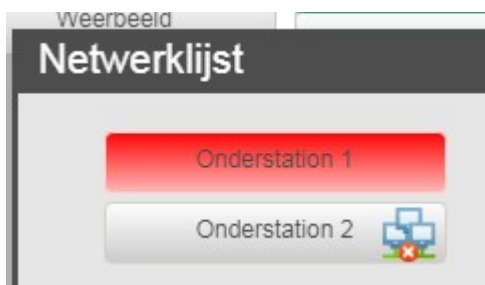 Weerbeeld
Netwerklijst
Onderstation 1
Onderstation 2